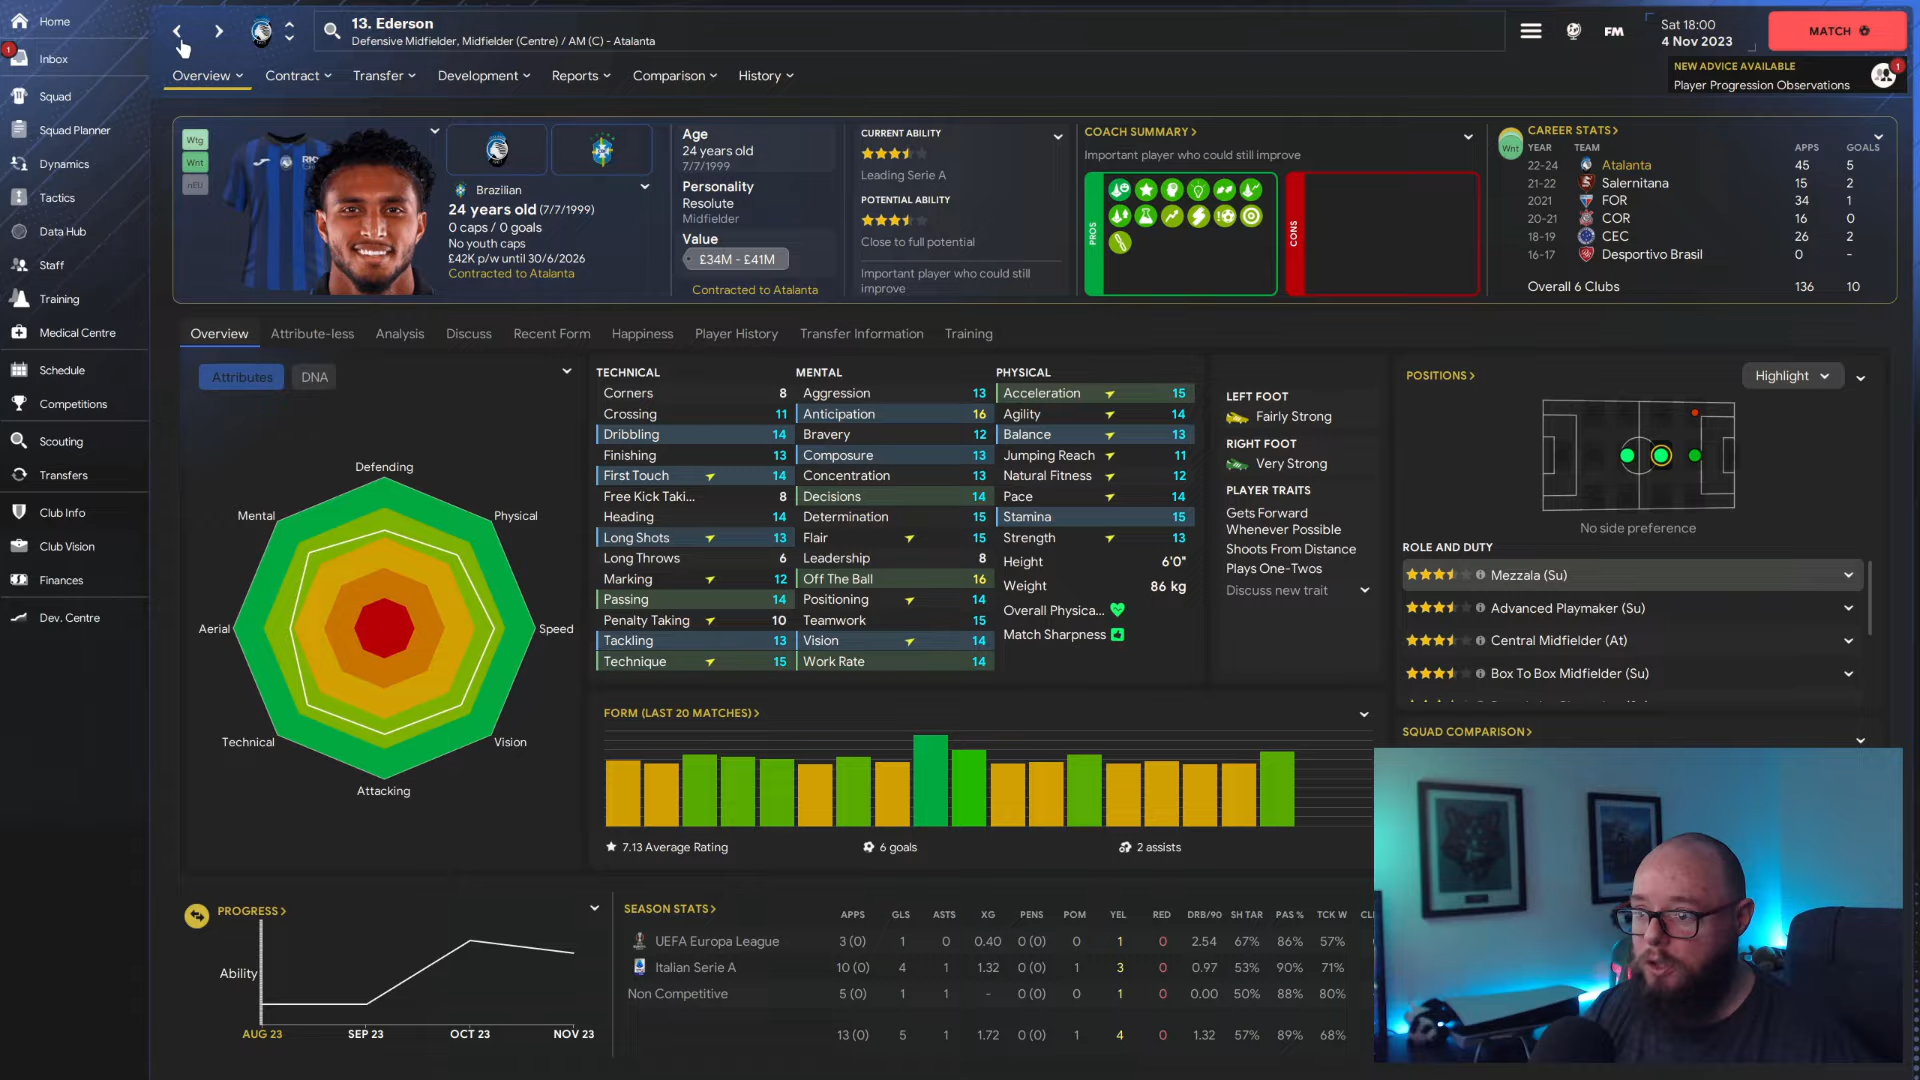 Home
1
Inbox
Squad
Squad Planner
Dynamics
Tactics
Data Hub
Staff
Training
Medical Centre
Schedule
Competitions
Scouting
Transfers
Club Info
Club Vision
Finances
Dev. Centre
13. Ederson
Defensive Midfielder, Midfielder (Centre) / AM (C) - Atalanta
FM
Sat 18:00
4 Nov 2023
MATCH
Overview Contract Transfer Development Reports Comparison History
NEW ADVICE AVAILABLE
Player Progression Observations
1
Wtg
Wnt
nEU
Brazilian
24 years old (7/7/1999)
0 caps / 0 goals
No youth caps
£42K p/w until 30/6/2026
Contracted to Atalanta
Age
24 years old
7/7/1999
Personality
Resolute
Midfielder
Value
£34M - £41M
Contracted to Atalanta
CURRENT ABILITY
Leading Serie A
POTENTIAL ABILITY
Close to full potential
Important player who could still
improve
COACH SUMMARY >
Important player who could still improve
PROS
CONS
Wnt
CAREER STATS >
YEAR TEAM APPS GOALS
22-24 Atalanta 45 5
21-22 Salernitana 15 2
2021 FOR 34 1
20-21 COR 16 0
18-19 CEC 26 2
16-17 Desportivo Brasil 0 -
Overall 6 Clubs 136 10
Overview Attribute-less Analysis Discuss Recent Form Happiness Player History Transfer Information Training
Attributes DNA
Defending
Physical
Speed
Vision
Attacking
Technical
Aerial
Mental
TECHNICAL
Corners 8
Crossing 11
Dribbling 14
Finishing 13
First Touch 14
Free Kick Taki... 8
Heading 14
Long Shots 13
Long Throws 6
Marking 12
Passing 14
Penalty Taking 10
Tackling 13
Technique 15
MENTAL
Aggression 13
Anticipation 16
Bravery 12
Composure 13
Concentration 13
Decisions 14
Determination 15
Flair 15
Leadership 8
Off The Ball 16
Positioning 14
Teamwork 15
Vision 14
Work Rate 14
PHYSICAL
Acceleration 15
Agility 14
Balance 13
Jumping Reach 11
Natural Fitness 12
Pace 14
Stamina 15
Strength 13
Height 6'0"
Weight 86 kg
Overall Physica...
Match Sharpness
LEFT FOOT
Fairly Strong
RIGHT FOOT
Very Strong
PLAYER TRAITS
Gets Forward
Whenever Possible
Shoots From Distance
Plays One-Twos
Discuss new trait
POSITIONS >
Highlight
No side preference
ROLE AND DUTY
Mezzala (Su)
Advanced Playmaker (Su)
Central Midfielder (At)
Box To Box Midfielder (Su)
SQUAD COMPARISON >
FORM (LAST 20 MATCHES) >
7.13 Average Rating
6 goals
2 assists
PROGRESS >
Ability
AUG 23 SEP 23 OCT 23 NOV 23
SEASON STATS >
APPS GLS ASTS XG PENS POM YEL RED DRB/90 SH TAR PAS % TCK W
UEFA Europa League 3 (0) 1 0 0.40 0 (0) 0 1 0 2.54 67% 86% 57%
Italian Serie A 10 (0) 4 1 1.32 0 (0) 1 3 0 0.97 53% 90% 71%
Non Competitive 5 (0) 1 1 - 0 (0) 0 1 0 0.00 50% 88% 80%
13 (0) 5 1 1.72 0 (0) 1 4 0 1.32 57% 89% 68%